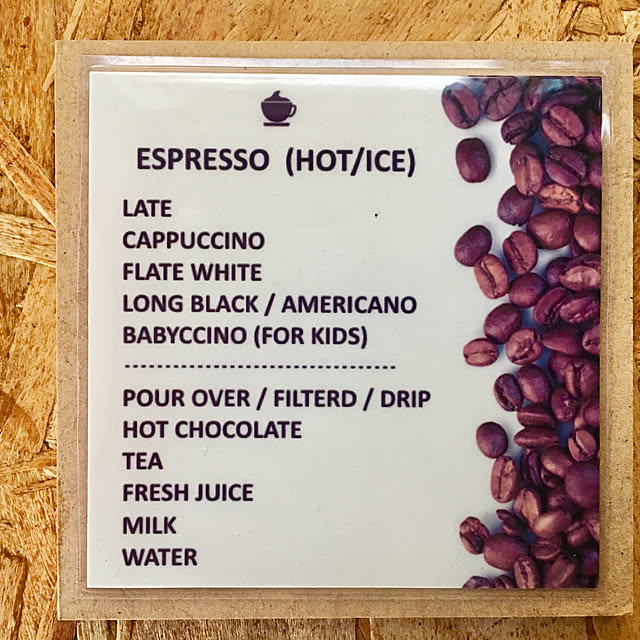 ESPRESSO (HOT/ICE)
LATE
CAPPUCCINO
FLATE WHITE
LONG BLACK / AMERICANO
BABYCCINO (FOR KIDS)
----------------------------------
POUR OVER / FILTERD / DRIP
HOT CHOCOLATE
TEA
FRESH JUICE
MILK
WATER